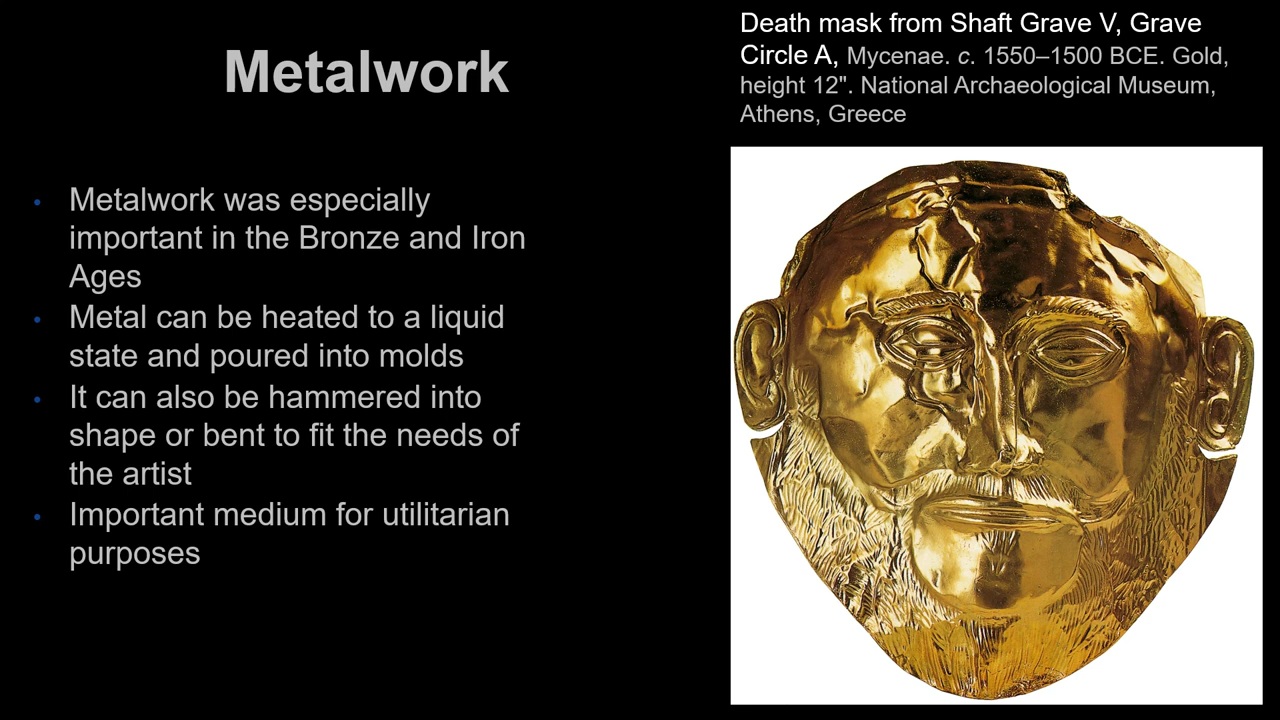 Metalwork
• Metalwork was especially
important in the Bronze and Iron
Ages
• Metal can be heated to a liquid
state and poured into molds
• It can also be hammered into
shape or bent to fit the needs of
the artist
• Important medium for utilitarian
purposes
Death mask from Shaft Grave V, Grave
Circle A, Mycenae. c. 1550–1500 BCE. Gold,
height 12". National Archaeological Museum,
Athens, Greece